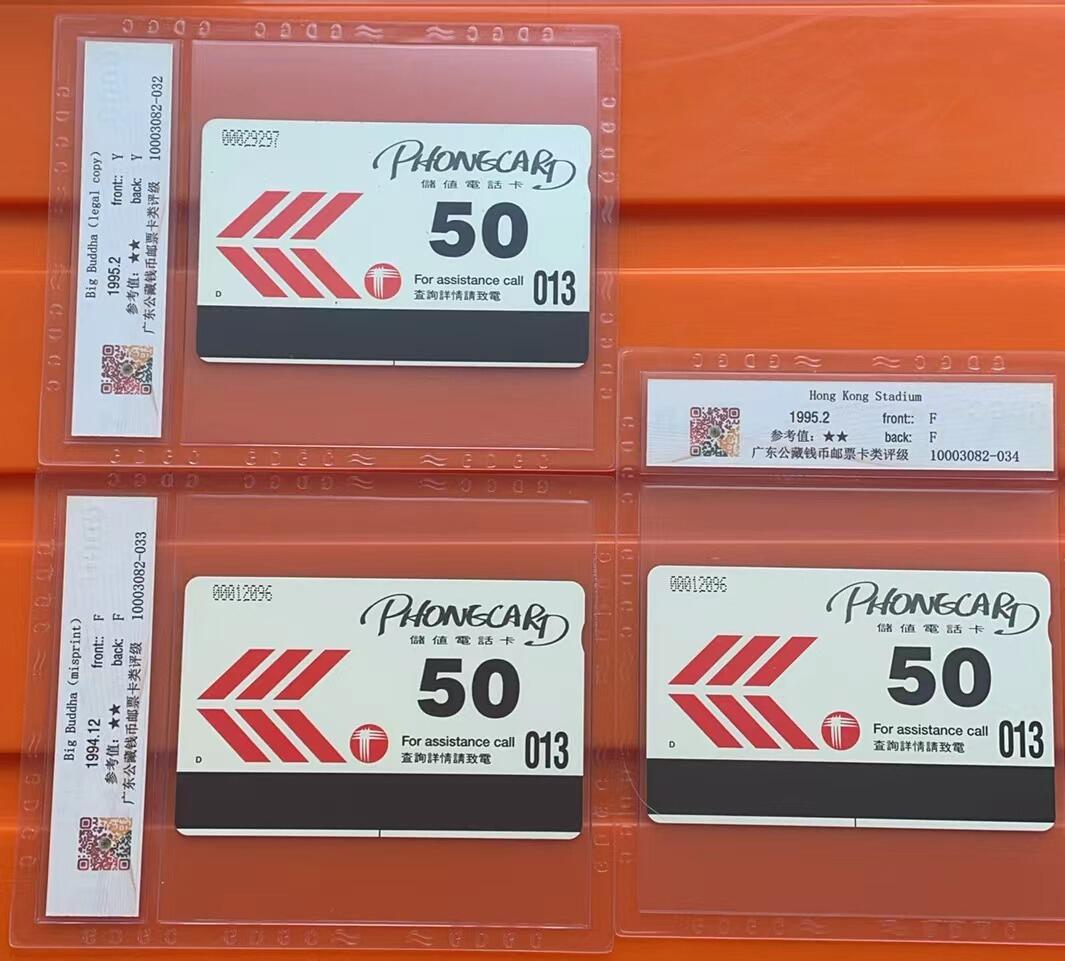 Big Buddha (legal copy)
1995.2 front:: Y
参考值：★★ back: Y
广东公藏钱币邮票卡类评级 10003082-032
00029297
PHONECARD
儲值電話卡
50
For assistance call 013
查詢詳情請致電
D
Hong Kong Stadium
1995.2 front:: F
参考值：★★ back: F
广东公藏钱币邮票卡类评级 10003082-034
Big Buddha (misprint)
1994.12 front:: F
参考值：★★ back: F
广东公藏钱币邮票卡类评级 10003082-033
00012096
PHONECARD
儲值電話卡
50
For assistance call 013
查詢詳情請致電
D
00012096
PHONECARD
儲值電話卡
50
For assistance call 013
查詢詳情請致電
D